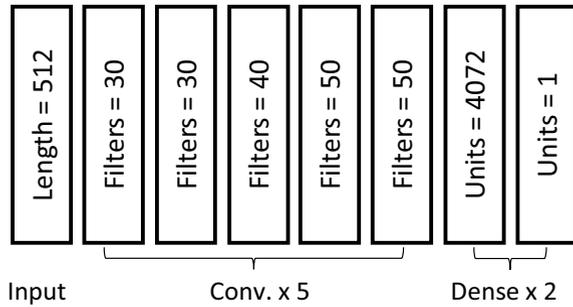 Length = 512
Filters = 30
Filters = 30
Filters = 40
Filters = 50
Filters = 50
Units = 4072
Units = 1
Input
Conv. x 5
Dense x 2